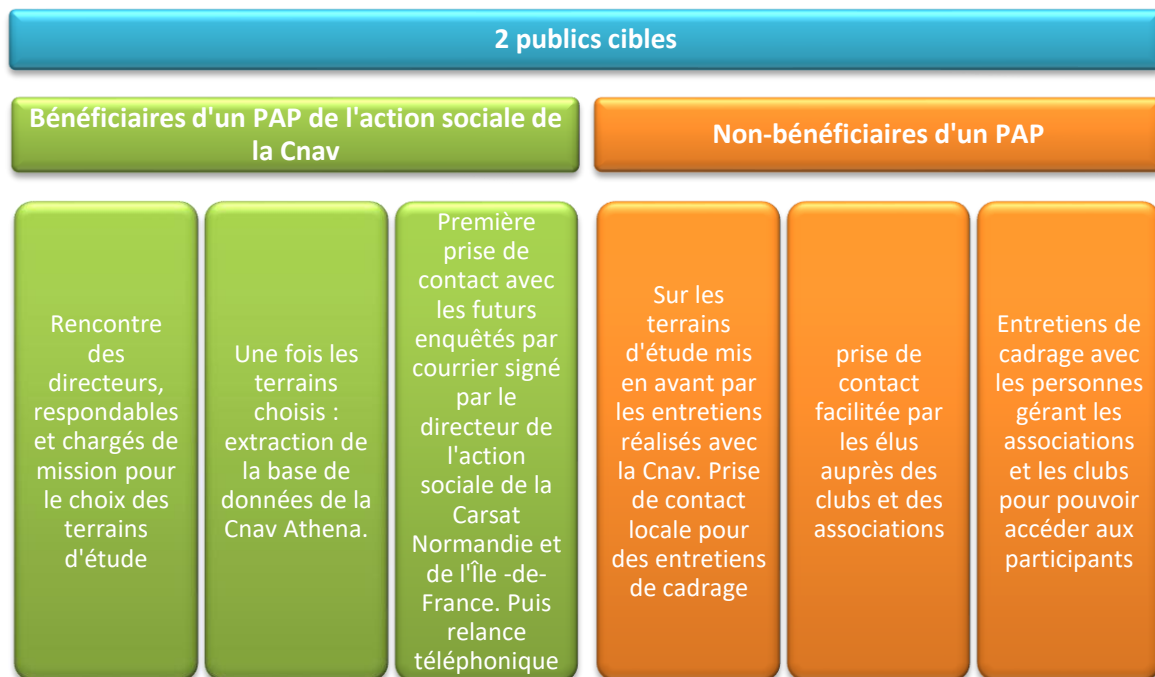 2 publics cibles
Bénéficiaires d'un PAP de l'action sociale de
la Cnav
Non-bénéficiaires d'un PAP
Rencontre
des
directeurs,
respondables
et chargés de
mission pour
le choix des
terrains
d'étude
Une fois les
terrains
choisis :
extraction de
la base de
données de la
Cnav Athena.
Première
prise de
contact avec
les futurs
enquêtés par
courrier signé
par le
directeur de
l'action
sociale de la
Carsat
Normandie et
de l'Île -de-
France. Puis
relance
téléphonique
Sur les
terrains
d'étude mis
en avant par
les entretiens
réalisés avec
la Cnav. Prise
de contact
locale pour
des entretiens
de cadrage
prise de
contact
facilitée par
les élus
auprès des
clubs et des
associations
Entretiens de
cadrage avec
les personnes
gérant les
associations
et les clubs
pour pouvoir
accéder aux
participants